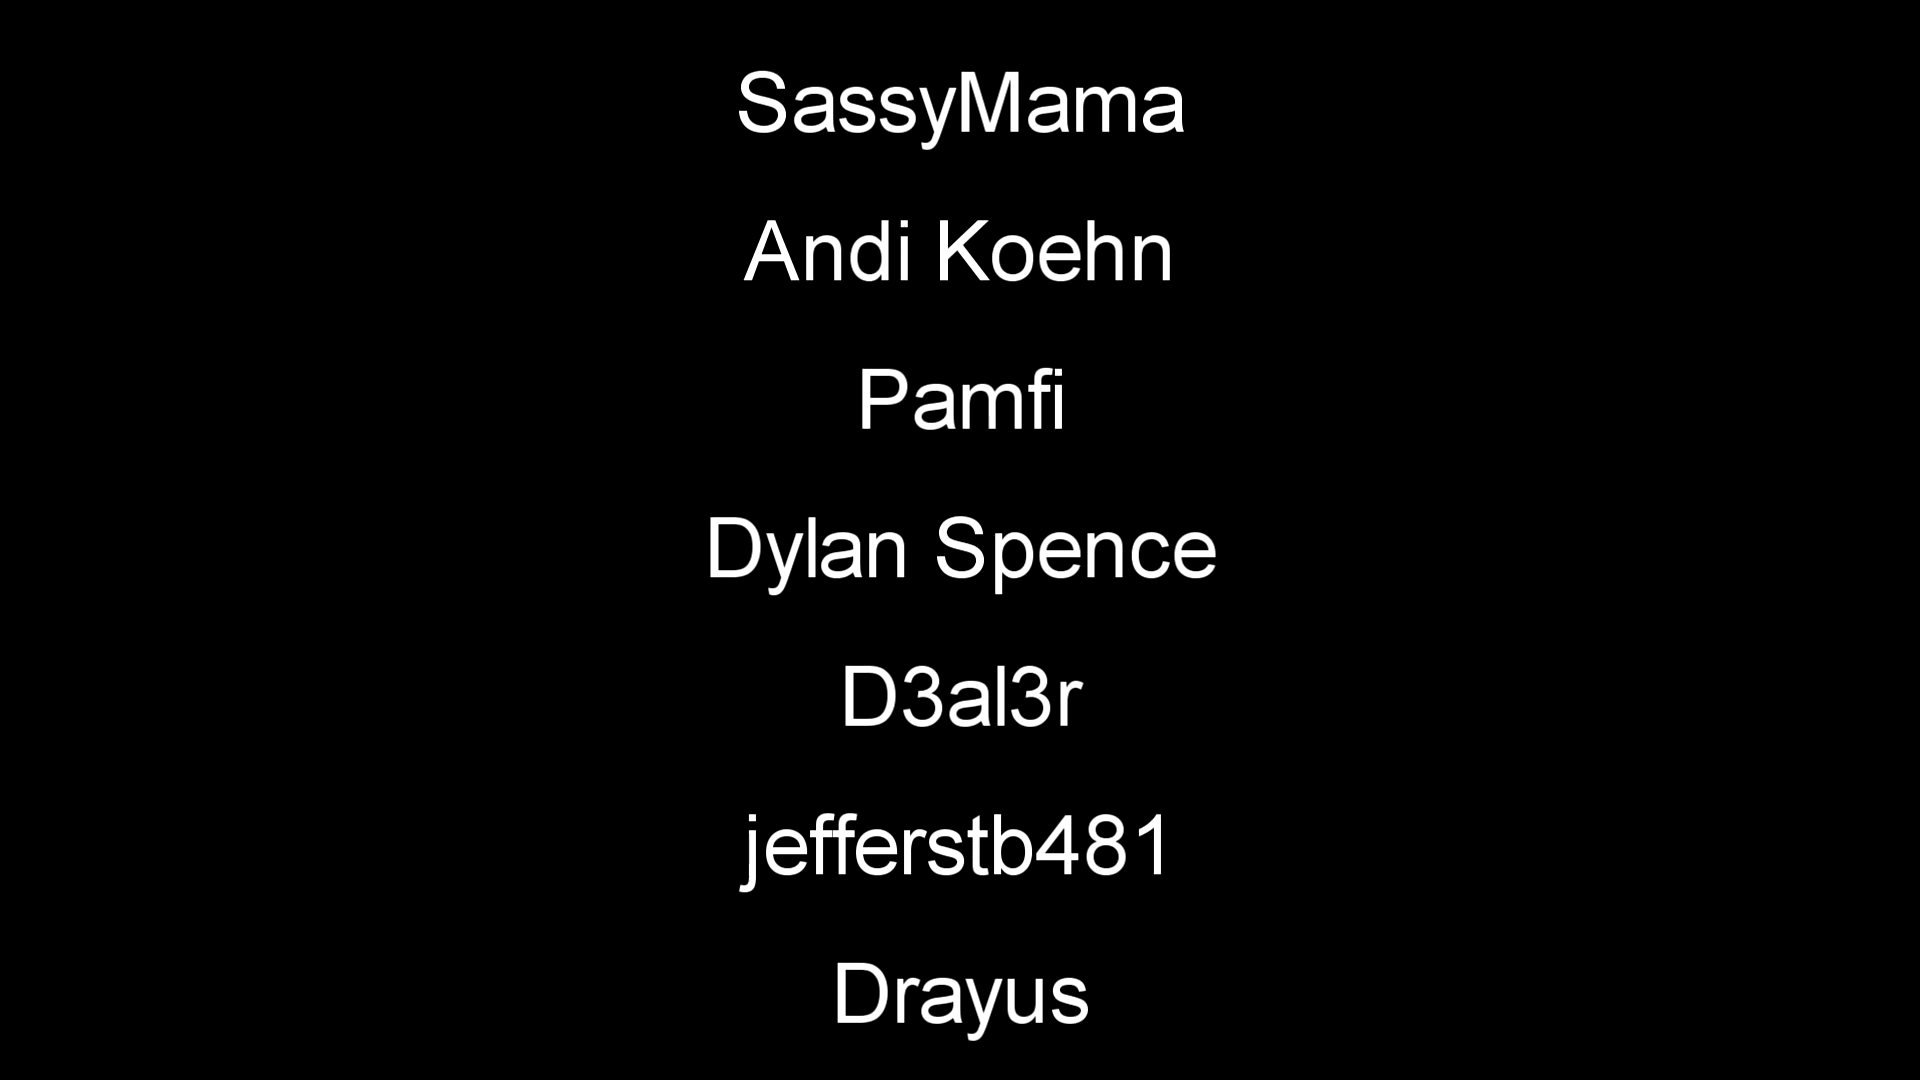 SassyMama
Andi Koehn
Pamfi
Dylan Spence
D3al3r
jefferstb481
Drayus